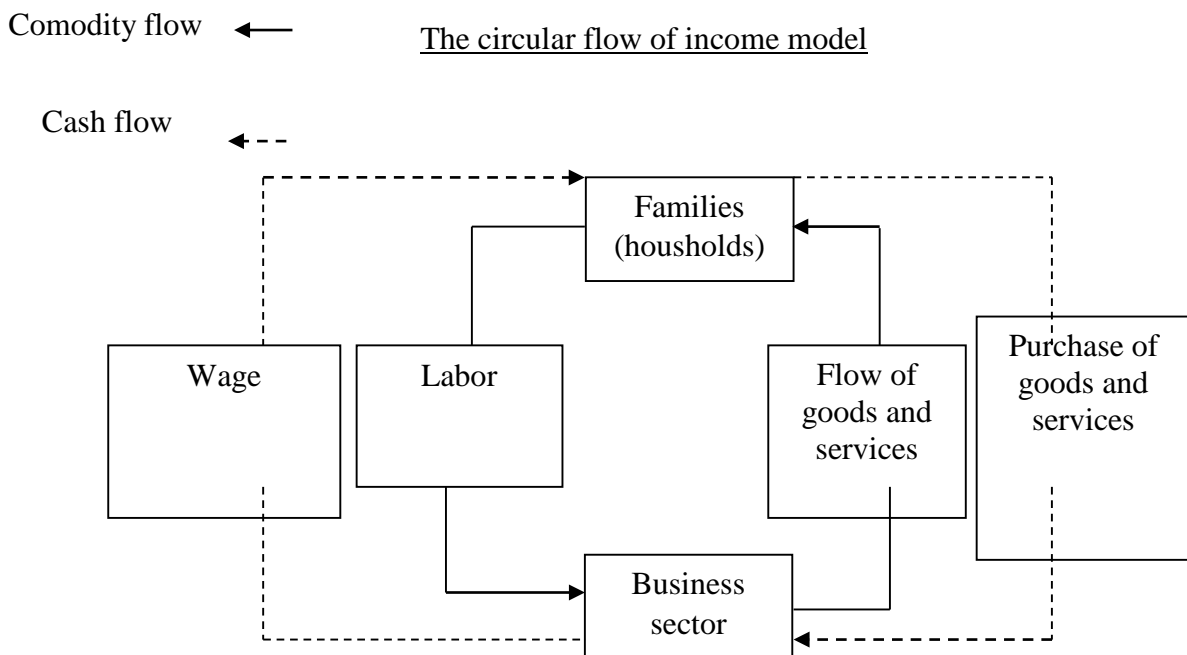 Comodity flow
The circular flow of income model
Cash flow
Families
(housholds)
Wage
Labor
Flow of
goods and
services
Purchase of
goods and
services
Business
sector